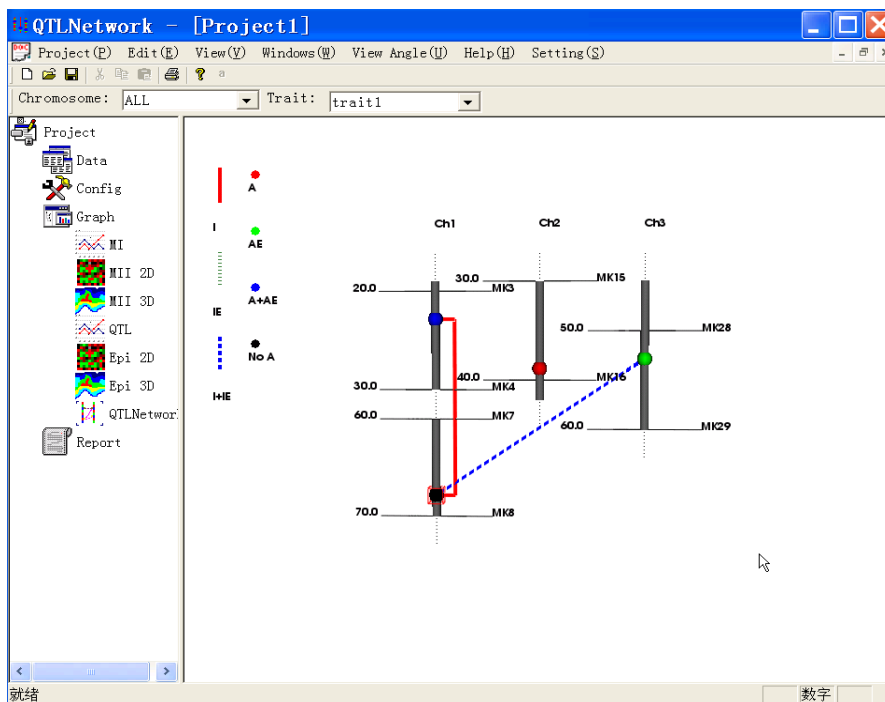 QTLNetwork - [Project1]
Project(P) Edit(E) View(V) Windows(W) View Angle(U) Help(H) Setting(S)
Chromosome: ALL Trait: trait1
Project
Data
Config
Graph
MI
MII 2D
MII 3D
QTL
Epi 2D
Epi 3D
QTLNetwor
Report
A
I
AE
IE
A+AE
No A
I+IE
Ch1 Ch2 Ch3
30.0 MK15
20.0 MK3
50.0 MK28
40.0 MK16
30.0 MK4
60.0 MK7
60.0 MK29
70.0 MK8
就绪 数字